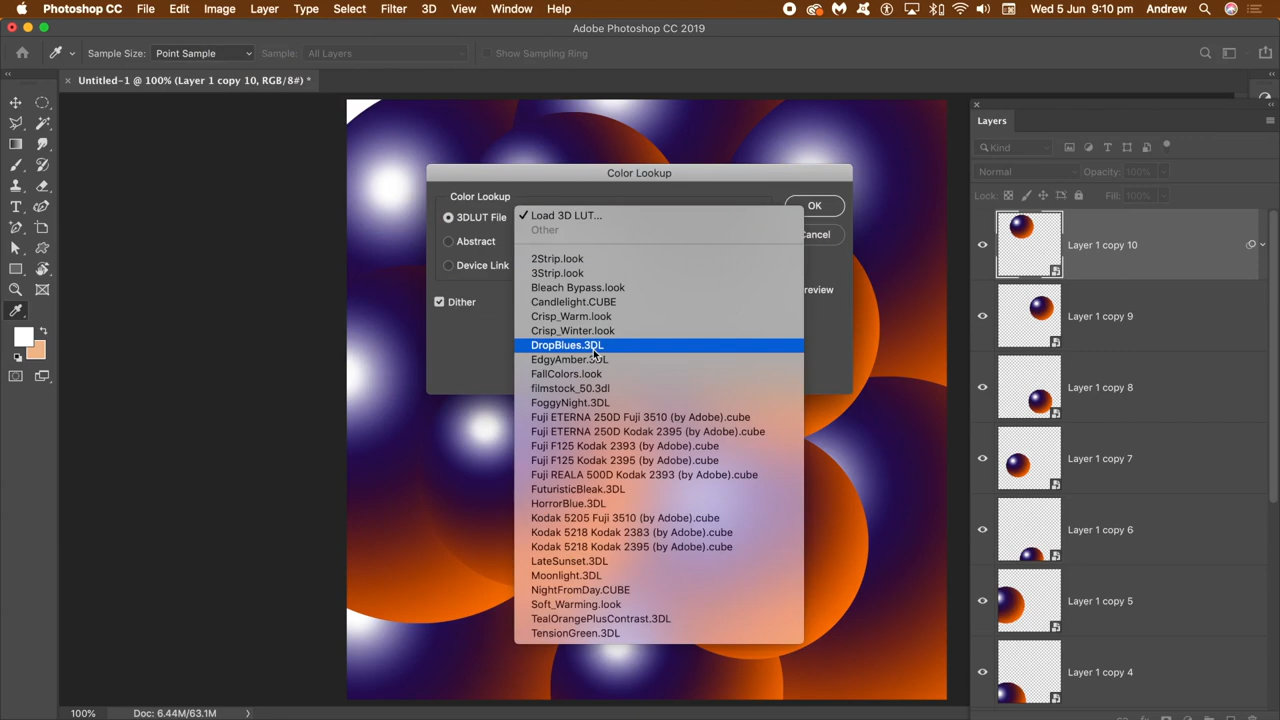 Photoshop File Edit Image Layer Type Select Filter 3D View Window Help Wed 5 Jun 9:10 pm Andrew
Adobe Photoshop CC 2019
Sample Size: Point Sample Sample: All Layers Show Sampling Ring
Untitled-1 @ 100% (Layer 1 copy 10, RGB/8#) *
Layers
Kind
Normal Opacity: 100%
Lock: Fill: 100%
Color Lookup
Color Lookup
3DLUT File
Abstract
Device Link
Dither
OK
Cancel
Preview
Load 3D LUT...
Other
2Strip.look
3Strip.look
Bleach Bypass.look
Candlelight.CUBE
Crisp_Warm.look
Crisp_Winter.look
DropBlues.3DL
EdgyAmber.3DL
FallColors.look
filmstock_50.3dl
FoggyNight.3DL
Fuji ETERNA 250D Fuji 3510 (by Adobe).cube
Fuji ETERNA 250D Kodak 2395 (by Adobe).cube
Fuji F125 Kodak 2393 (by Adobe).cube
Fuji F125 Kodak 2395 (by Adobe).cube
Fuji REALA 500D Kodak 2393 (by Adobe).cube
FuturisticBleak.3DL
HorrorBlue.3DL
Kodak 5205 Fuji 3510 (by Adobe).cube
Kodak 5218 Kodak 2383 (by Adobe).cube
Kodak 5218 Kodak 2395 (by Adobe).cube
LateSunset.3DL
Moonlight.3DL
NightFromDay.CUBE
Soft_Warming.look
TealOrangePlusContrast.3DL
TensionGreen.3DL
Layer 1 copy 10
Layer 1 copy 9
Layer 1 copy 8
Layer 1 copy 7
Layer 1 copy 6
Layer 1 copy 5
Layer 1 copy 4
100% Doc: 6.44M/63.1M